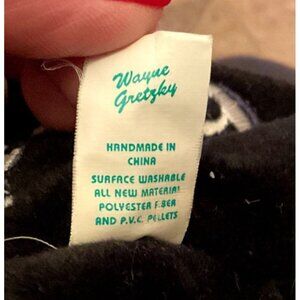 Wayne
Gretzky
HANDMADE IN
CHINA
SURFACE WASHABLE
ALL NEW MATERIAL
POLYESTER FIBER
AND P.V.C. PELLETS